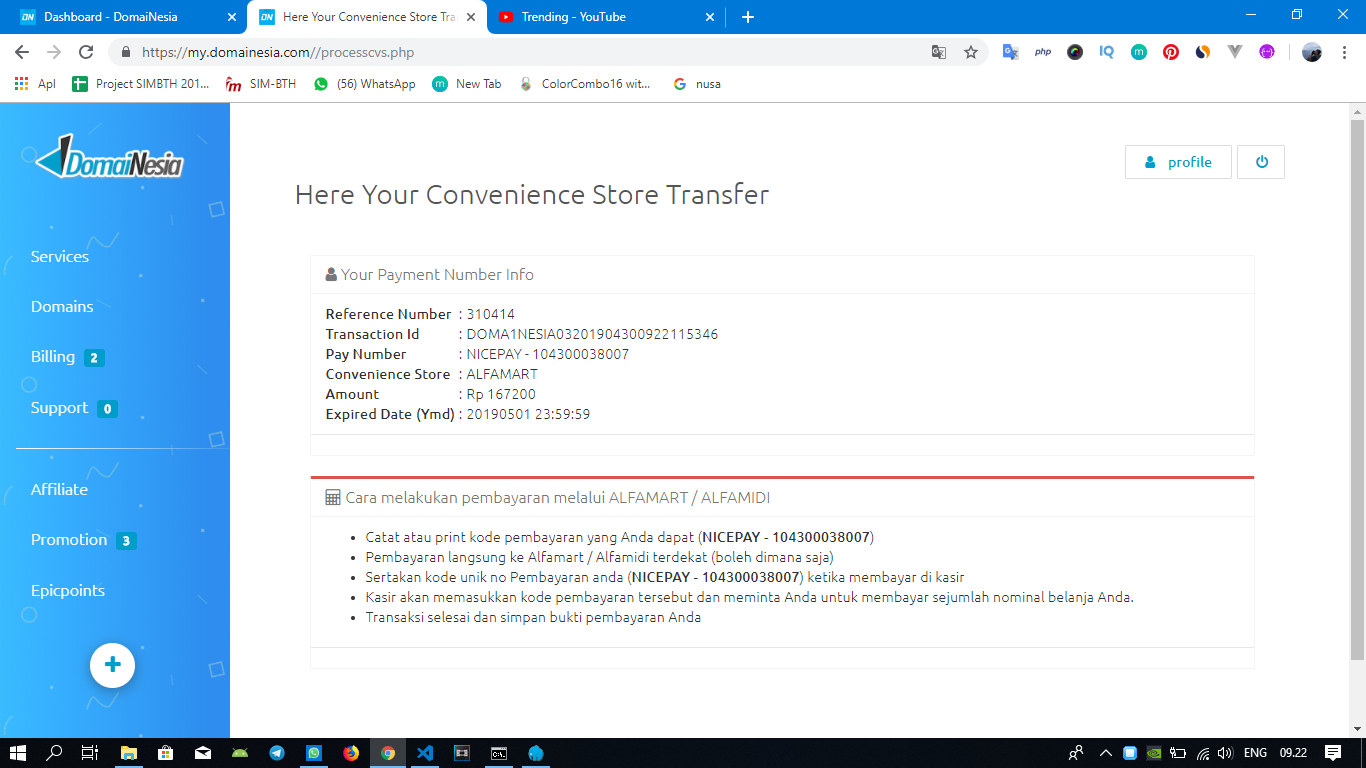 Dashboard - DomaiNesia
Here Your Convenience Store Tra
Trending - YouTube
https://my.domainesia.com//processcvs.php
php
IQ
Apl
Project SIMBTH 201...
SIM-BTH
(56) WhatsApp
New Tab
ColorCombo16 wit...
nusa
DomaiNesia
profile
Here Your Convenience Store Transfer
Services
Domains
Billing 2
Support 0
Affiliate
Promotion 3
Epicpoints
Your Payment Number Info
Reference Number : 310414
Transaction Id : DOMA1NESIA03201904300922115346
Pay Number : NICEPAY - 104300038007
Convenience Store : ALFAMART
Amount : Rp 167200
Expired Date (Ymd) : 20190501 23:59:59
Cara melakukan pembayaran melalui ALFAMART / ALFAMIDI
Catat atau print kode pembayaran yang Anda dapat (NICEPAY - 104300038007)
Pembayaran langsung ke Alfamart / Alfamidi terdekat (boleh dimana saja)
Sertakan kode unik no Pembayaran anda (NICEPAY - 104300038007) ketika membayar di kasir
Kasir akan memasukkan kode pembayaran tersebut dan meminta Anda untuk membayar sejumlah nominal belanja Anda.
Transaksi selesai dan simpan bukti pembayaran Anda
ENG
09.22